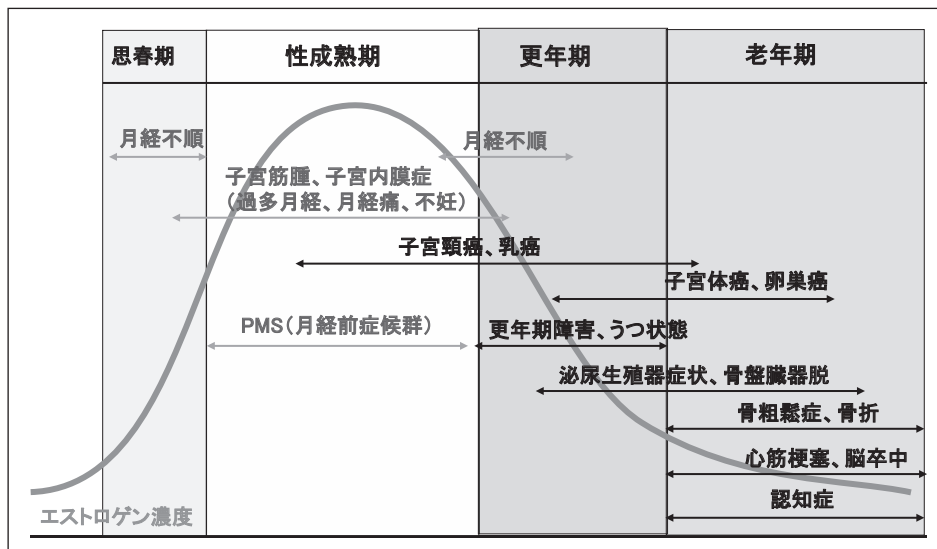 思春期
性成熟期
更年期
老年期
月経不順
月経不順
子宮筋腫、子宮内膜症
(過多月経、月経痛、不妊)
子宮頸癌、乳癌
子宮体癌、卵巣癌
PMS(月経前症候群)
更年期障害、うつ状態
泌尿生殖器症状、骨盤臓器脱
骨粗鬆症、骨折
心筋梗塞、脳卒中
認知症
エストロゲン濃度